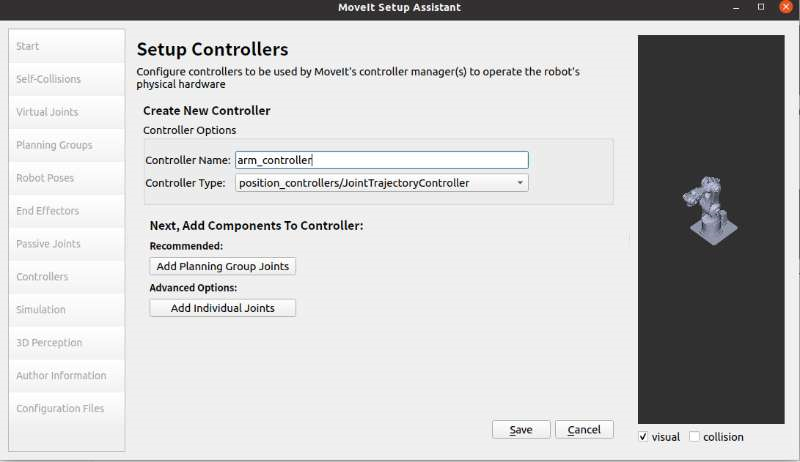 MoveIt Setup Assistant
Start
Self-Collisions
Virtual Joints
Planning Groups
Robot Poses
End Effectors
Passive Joints
Controllers
Simulation
3D Perception
Author Information
Configuration Files
Setup Controllers
Configure controllers to be used by MoveIt's controller manager(s) to operate the robot's
physical hardware
Create New Controller
Controller Options
Controller Name: arm_controller
Controller Type: position_controllers/JointTrajectoryController
Next, Add Components To Controller:
Recommended:
Add Planning Group Joints
Advanced Options:
Add Individual Joints
Save Cancel
visual collision